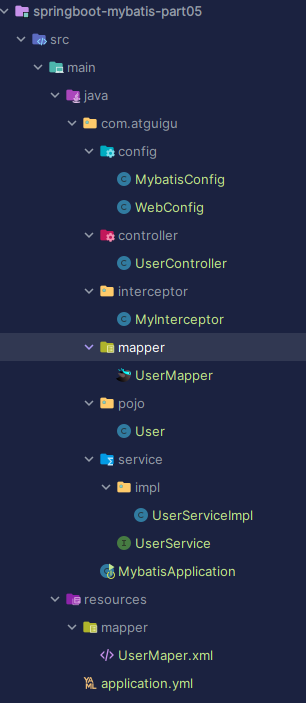 springboot-mybatis-part05
src
main
java
com.atguigu
config
MybatisConfig
WebConfig
controller
UserController
interceptor
MyInterceptor
mapper
UserMapper
pojo
User
service
impl
UserServiceImpl
UserService
MybatisApplication
resources
mapper
UserMaper.xml
application.yml